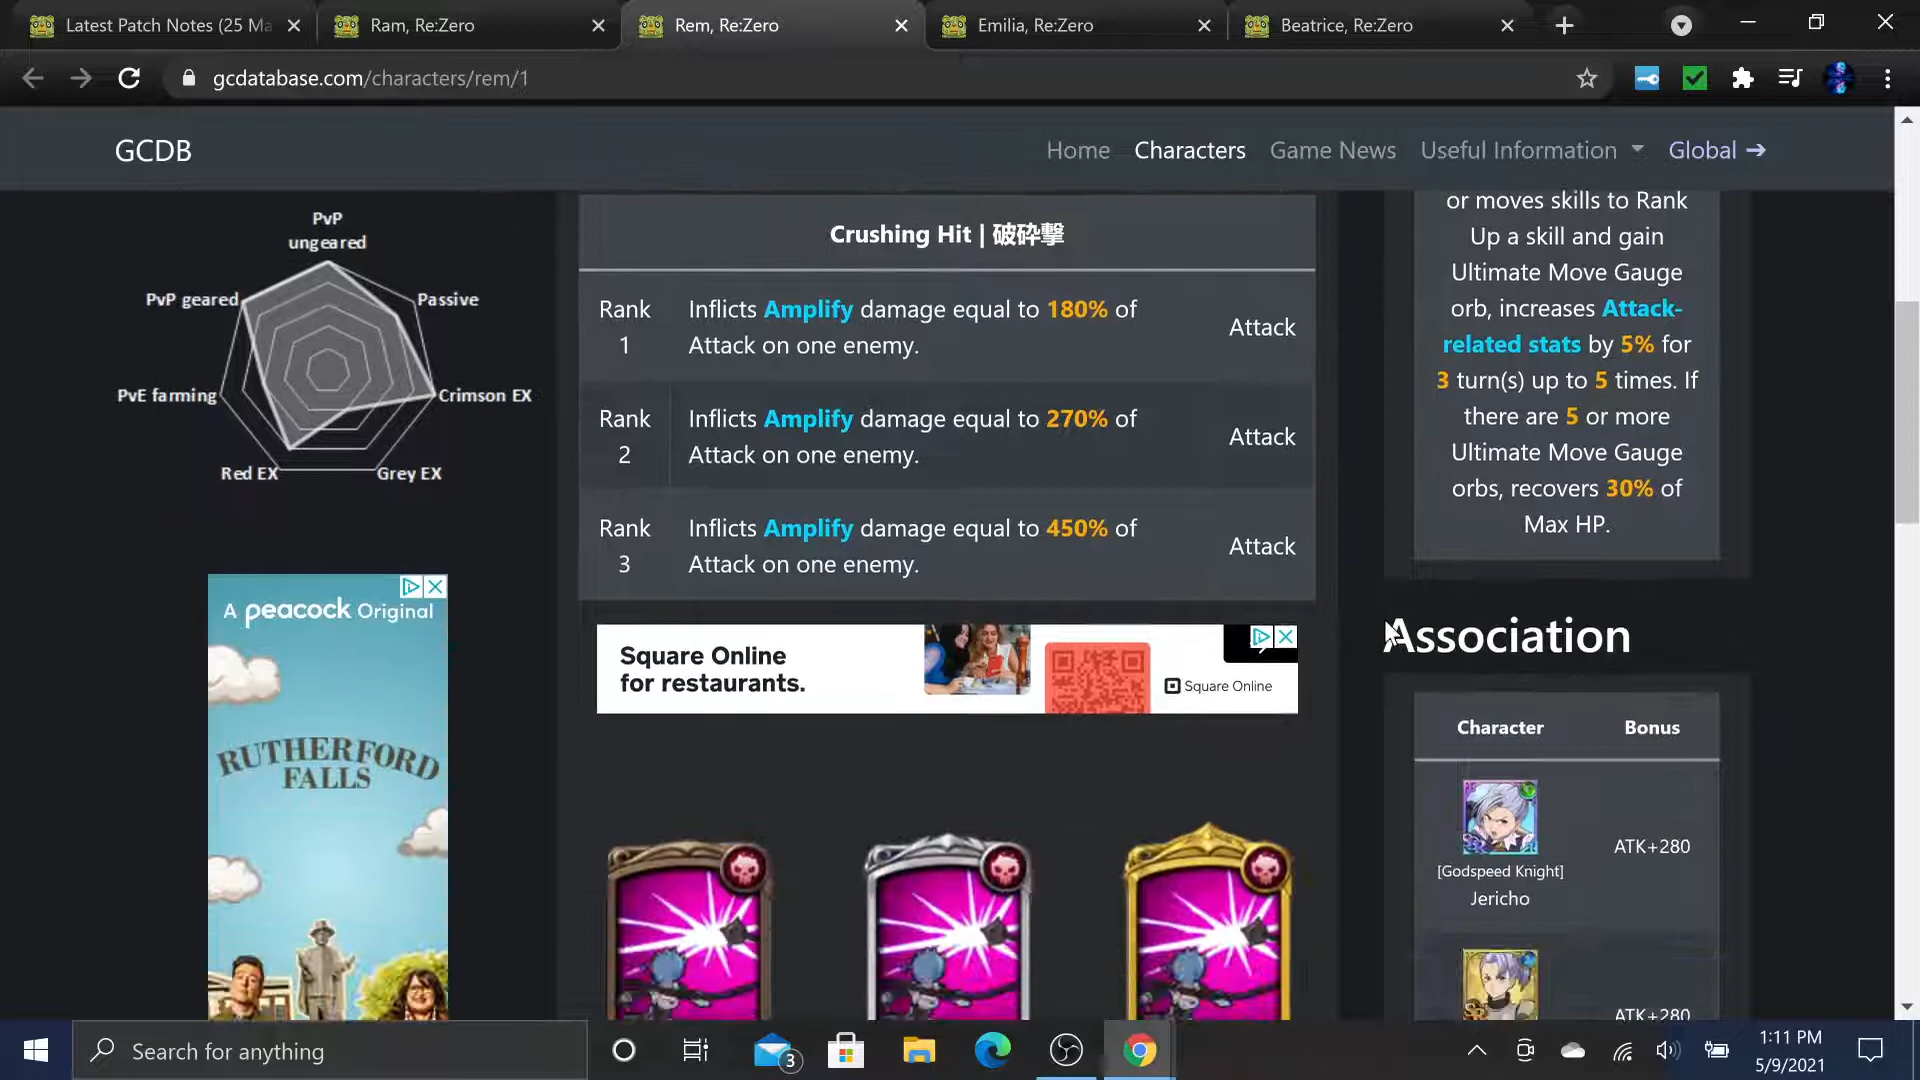 Latest Patch Notes (25 Ma
Ram, Re:Zero
Rem, Re:Zero
Emilia, Re:Zero
Beatrice, Re:Zero
gcdatabase.com/characters/rem/1
GCDB
Home
Characters
Game News
Useful Information
Global
PvP
ungeared
PvP geared
Passive
PvE farming
Crimson EX
Red EX
Grey EX
A peacock Original
RUTHERFORD
FALLS
Crushing Hit | 破砕撃
Rank
1
Inflicts Amplify damage equal to 180% of
Attack on one enemy.
Attack
Rank
2
Inflicts Amplify damage equal to 270% of
Attack on one enemy.
Attack
Rank
3
Inflicts Amplify damage equal to 450% of
Attack on one enemy.
Attack
Square Online
for restaurants.
Square Online
or moves skills to Rank
Up a skill and gain
Ultimate Move Gauge
orb, increases Attack-
related stats by 5% for
3 turn(s) up to 5 times. If
there are 5 or more
Ultimate Move Gauge
orbs, recovers 30% of
Max HP.
Association
Character
Bonus
[Godspeed Knight]
Jericho
ATK+280
SR
ATK+280
Search for anything
3
1:11 PM
5/9/2021